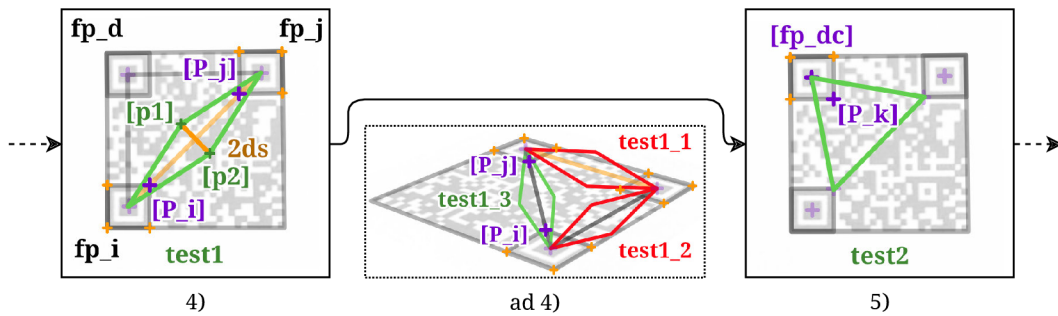 fp_d
fp_j
[P_j]
[p1]
2ds
[p2]
[P_i]
fp_i
test1
4)
test1_1
[P_j]
test1_3
[P_i]
test1_2
ad 4)
[fp_dc]
[P_k]
test2
5)